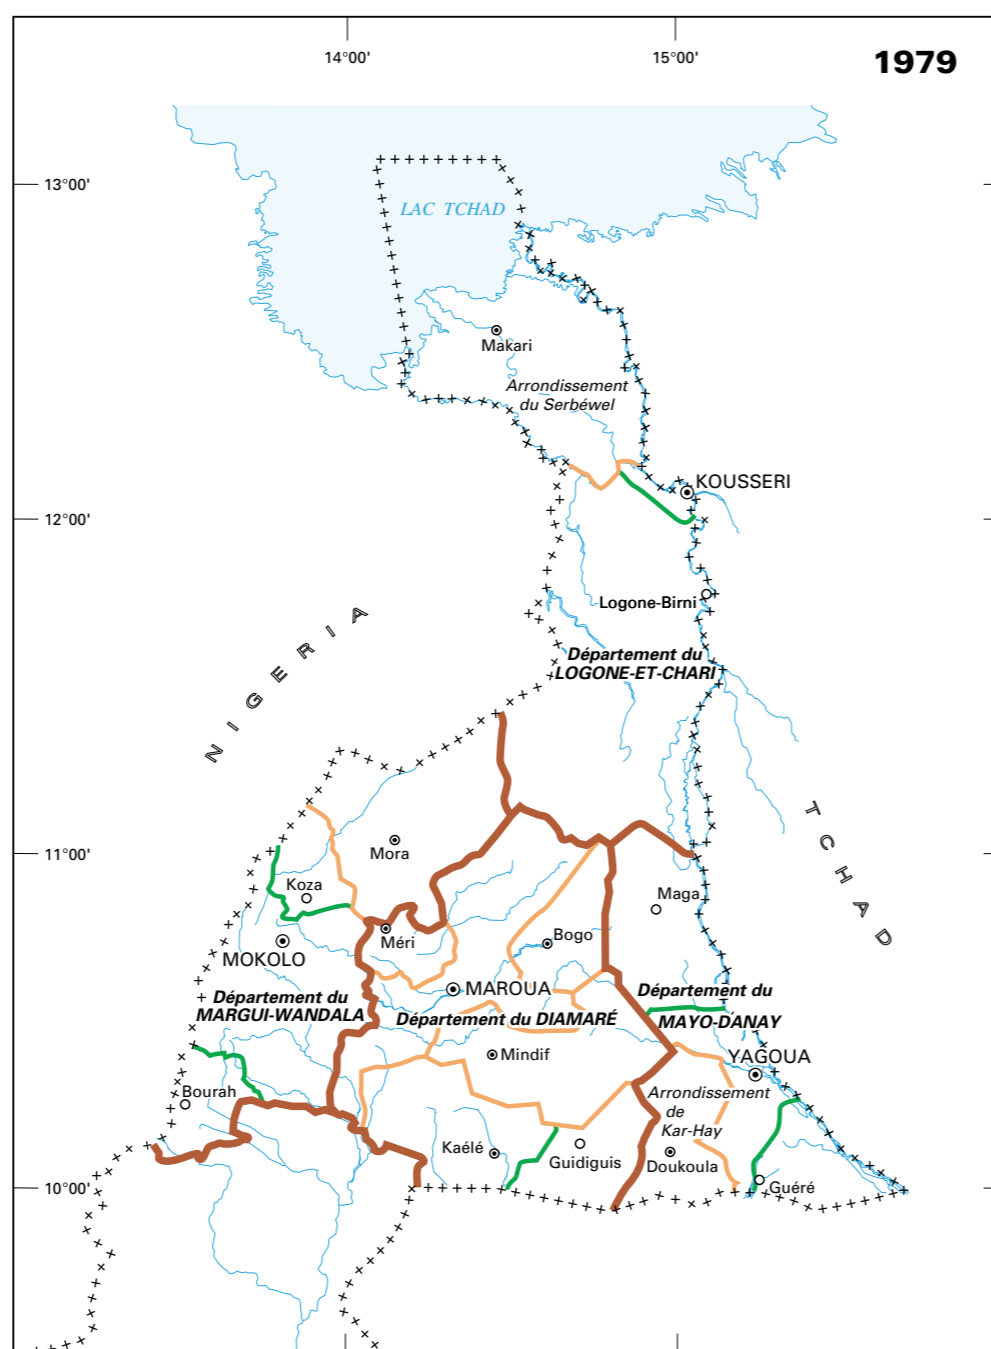 14°00'
15°00'
1979
13°00'
LAC TCHAD
Makari
Arrondissement
du Serbéwel
KOUSSERI
12°00'
Logone-Birni
NIGERIA
Département du
LOGONE-ET-CHARI
TCHAD
11°00'
Mora
Koza
Maga
Méri
Bogo
MOKOLO
MAROUA
Département du
MARGUI-WANDALA
Département du DIAMARÉ
Département du
MAYO-DANAY
Mindif
YAGOUA
Bourah
Arrondissement
de
Kar-Hay
Kaélé
Guidiguis
Doukoula
Guéré
10°00'